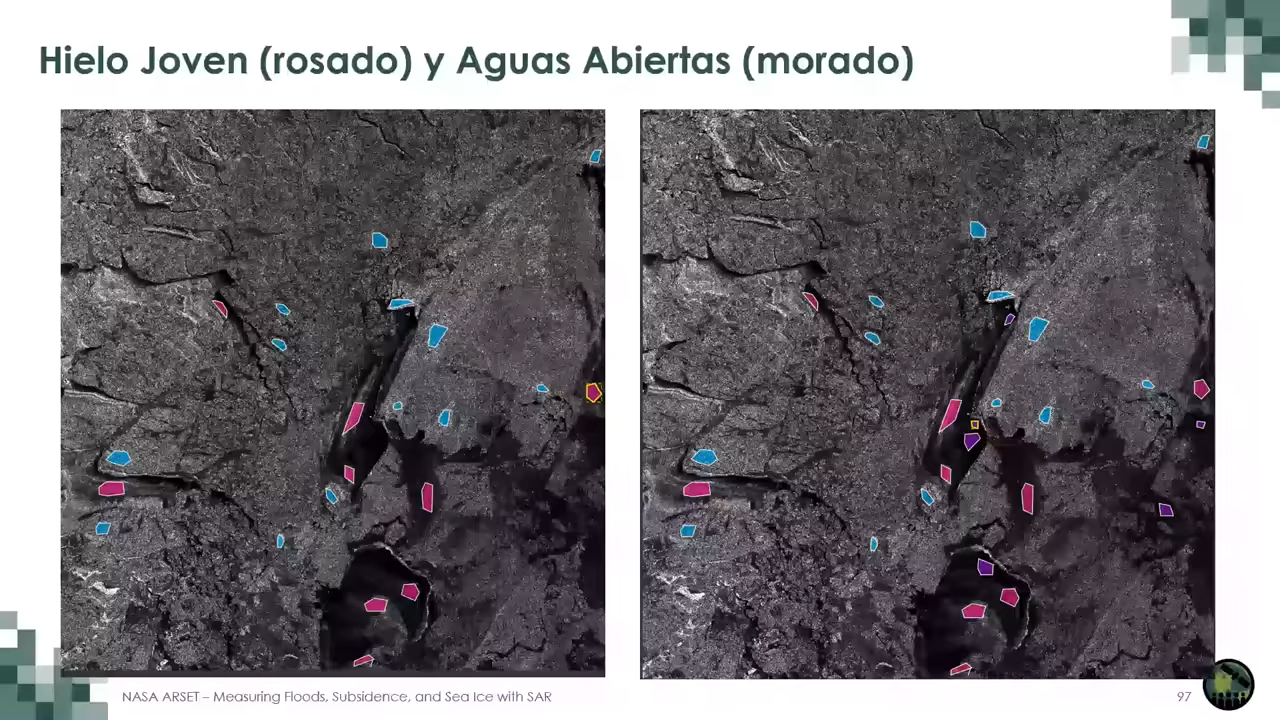 Hielo Joven (rosado) y Aguas Abiertas (morado)
NASA ARSET – Measuring Floods, Subsidence, and Sea Ice with SAR
97